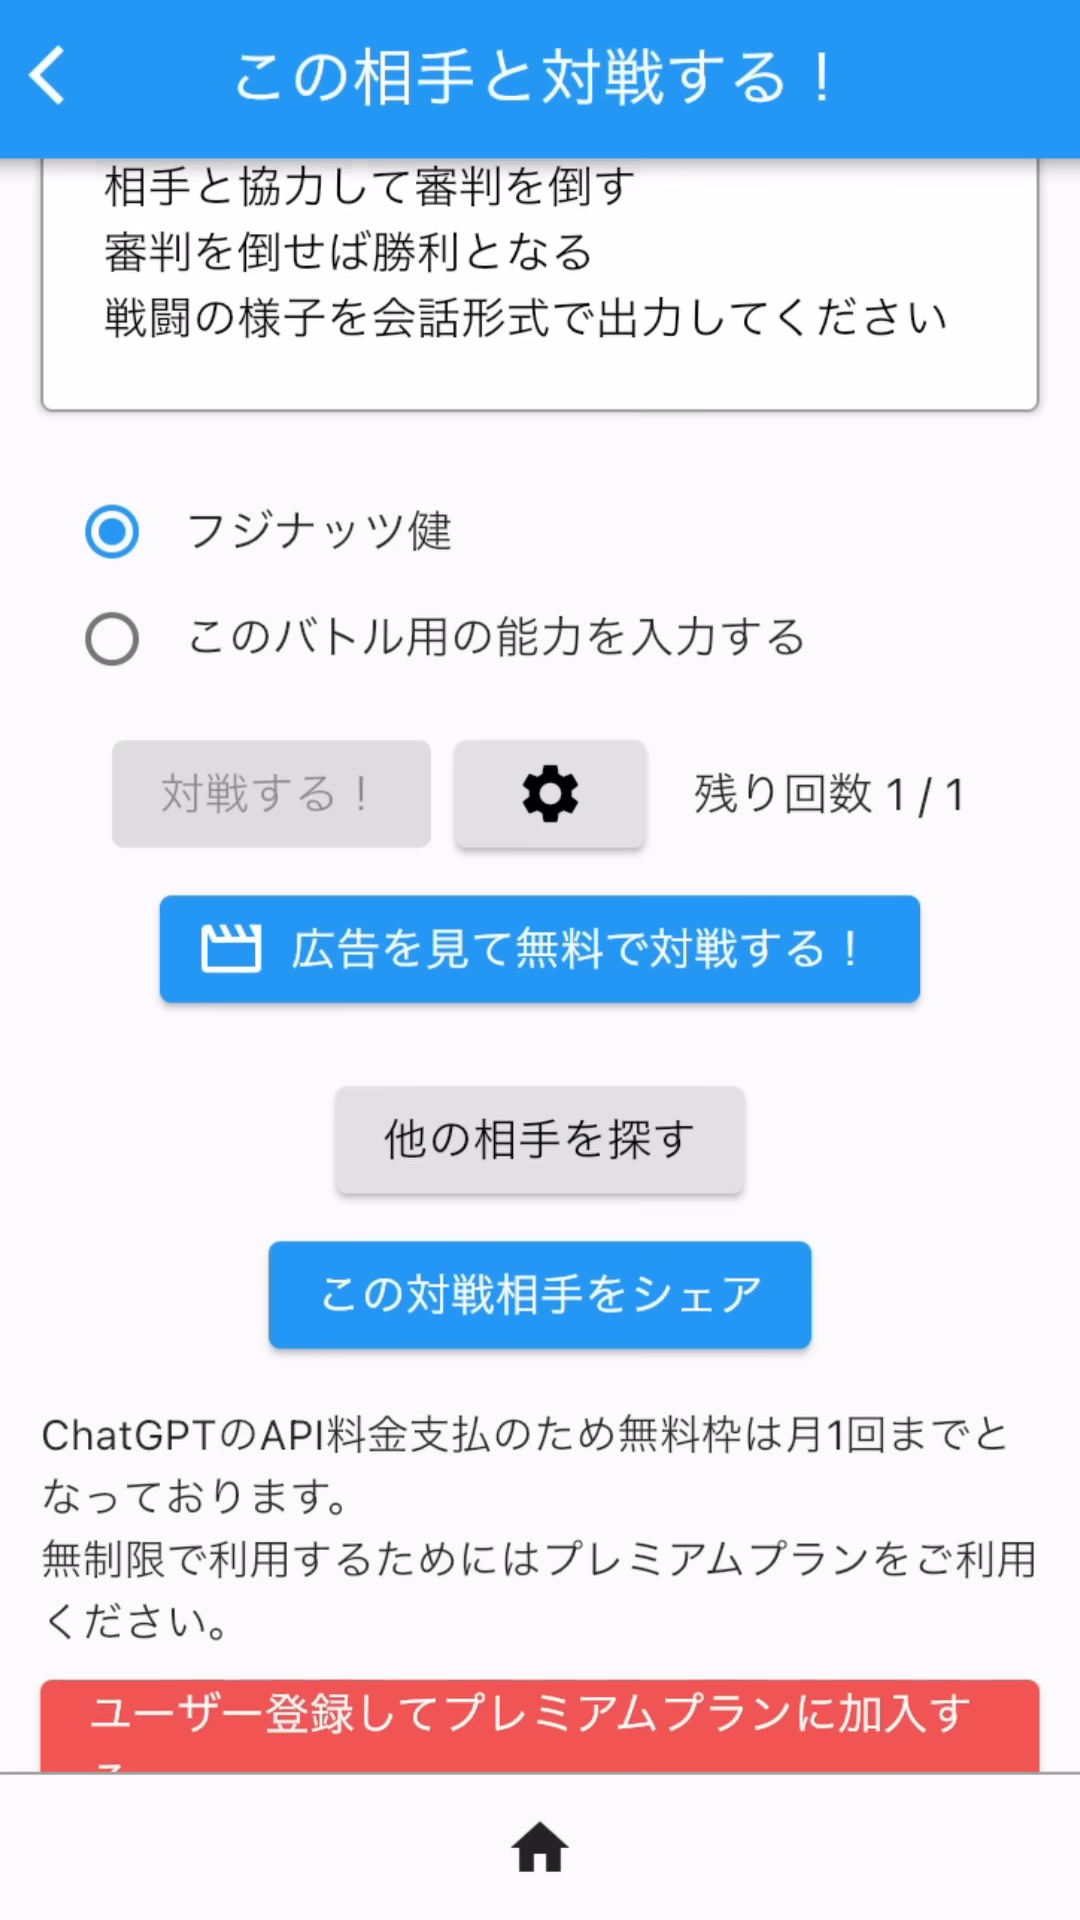 この相手と対戦する！
相手と協力して審判を倒す
審判を倒せば勝利となる
戦闘の様子を会話形式で出力してください
フジナッツ健
このバトル用の能力を入力する
対戦する！
残り回数 1 / 1
広告を見て無料で対戦する！
他の相手を探す
この対戦相手をシェア
ChatGPTのAPI料金支払のため無料枠は月1回までと
なっております。
無制限で利用するためにはプレミアムプランをご利用
ください。
ユーザー登録してプレミアムプランに加入す